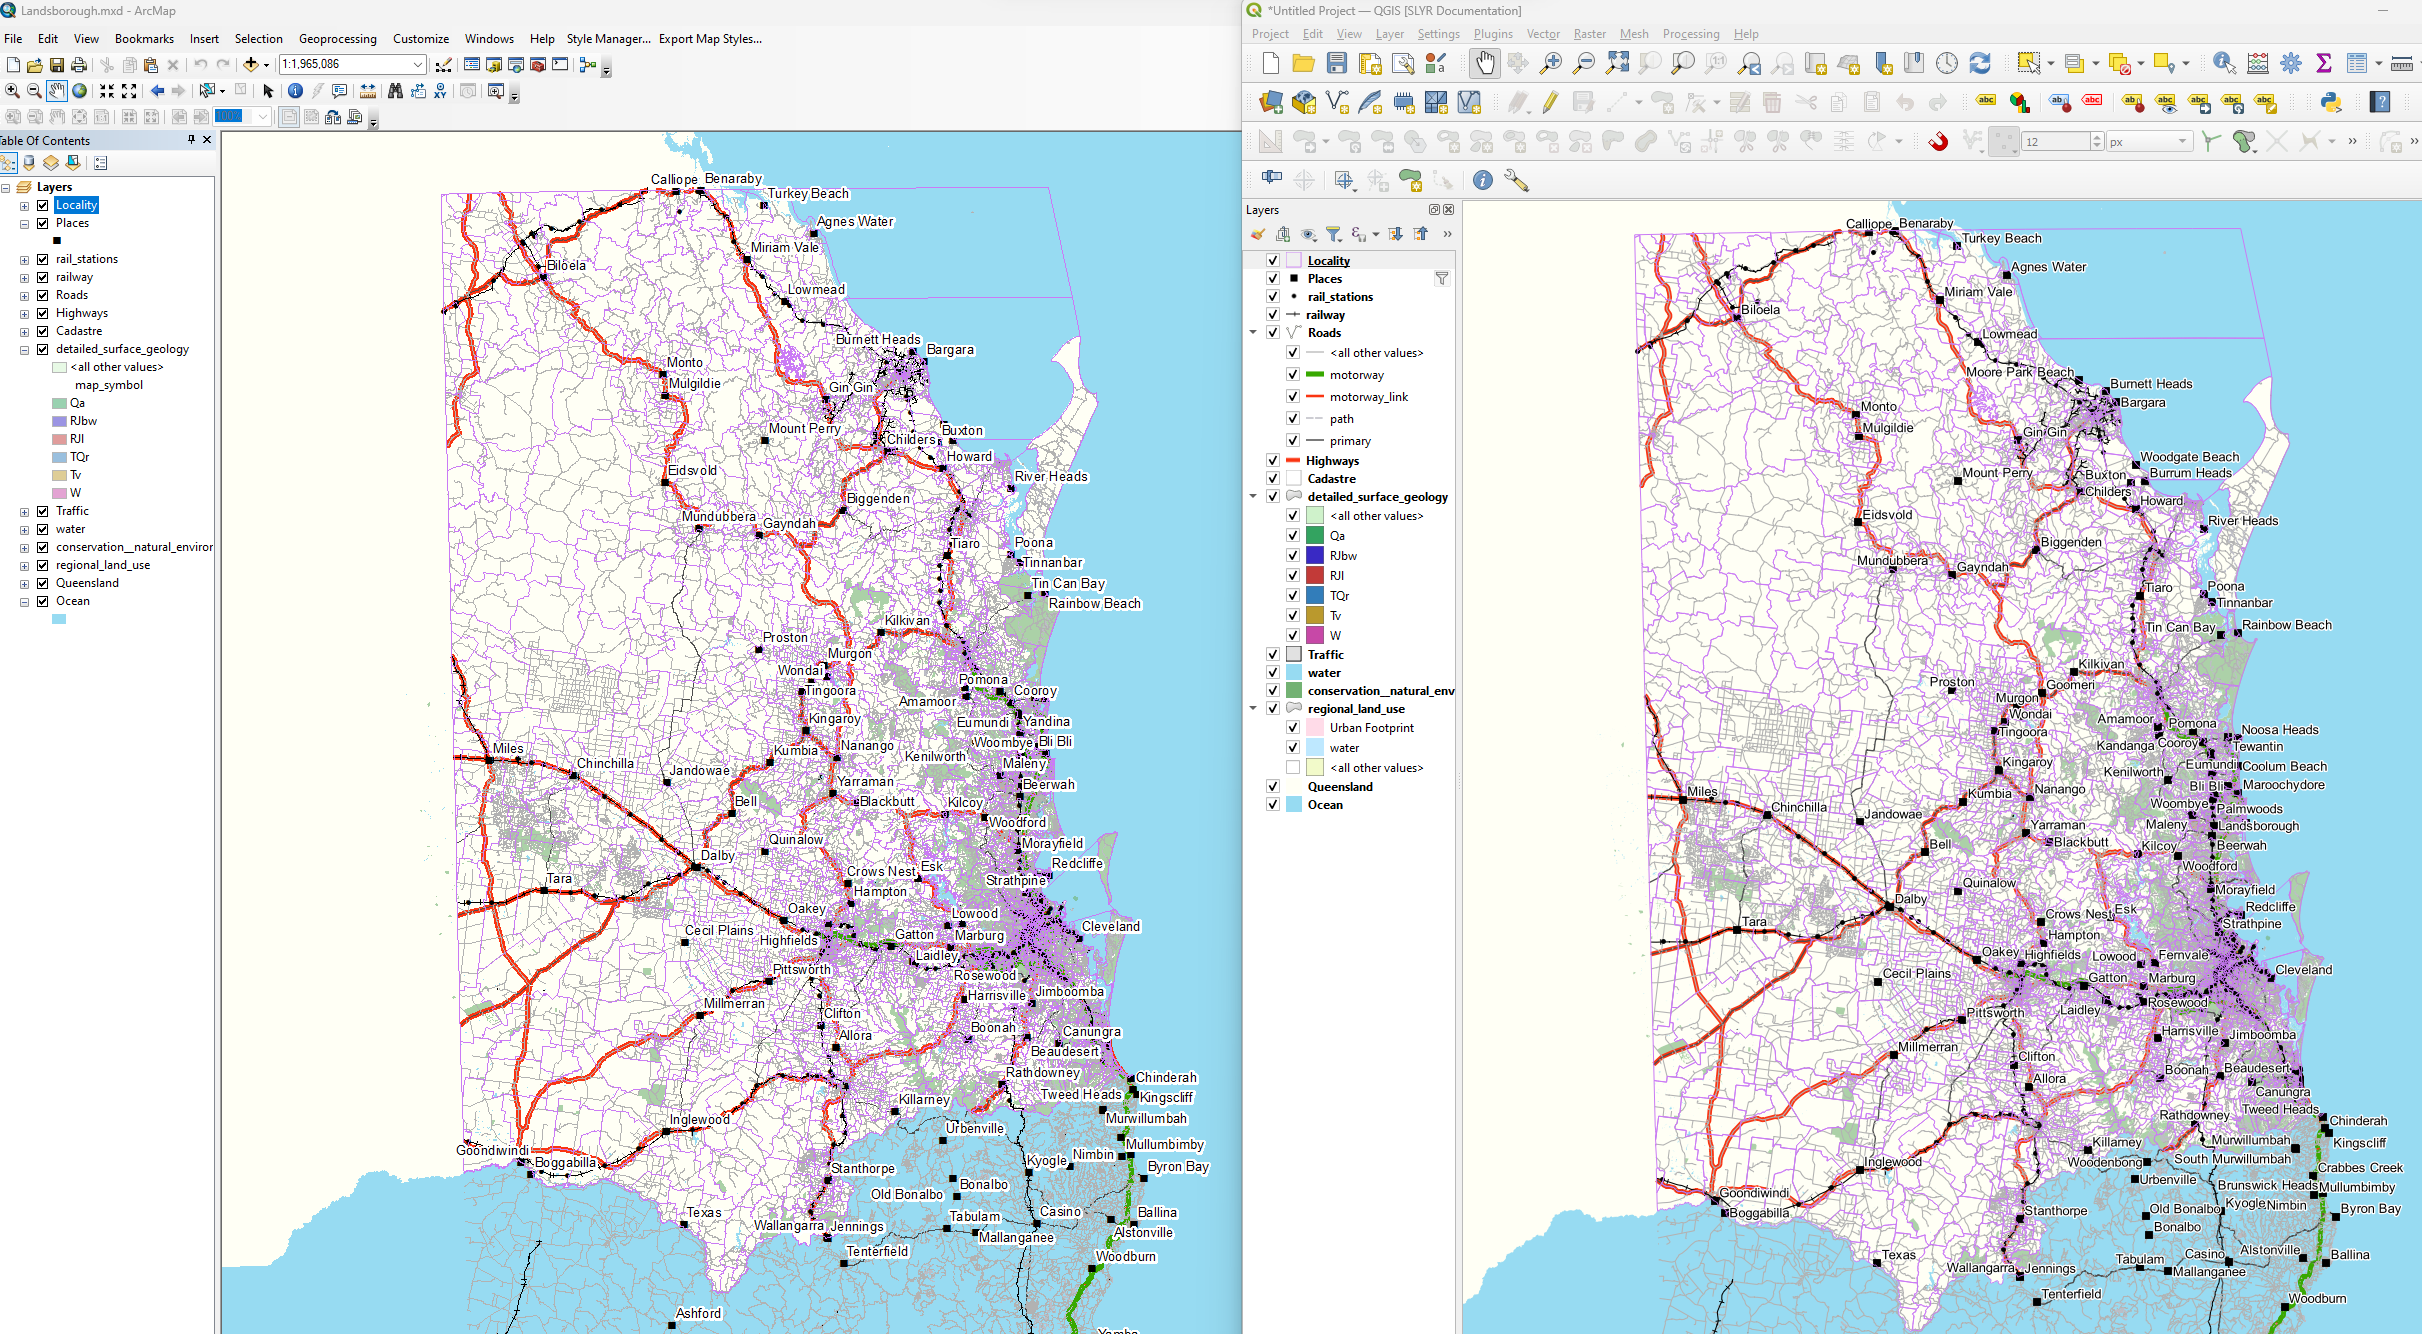 Landsborough.mxd - ArcMap
File Edit View Bookmarks Insert Selection Geoprocessing Customize Windows Help Style Manager... Export Map Styles...
1:1,965,086
100%
Table Of Contents
Layers
Locality
Places
rail_stations
railway
Roads
Highways
Cadastre
detailed_surface_geology
<all other values>
map_symbol
Qa
RJbw
RJl
TQr
Tv
W
Traffic
water
conservation__natural_enviror
regional_land_use
Queensland
Ocean
Calliope Benaraby
Turkey Beach
Agnes Water
Miriam Vale
Biloela
Lowmead
Burnett Heads
Bargara
Monto
Mulgildie
Gin Gin
Mount Perry
Childers
Buxton
Howard
Eidsvold
River Heads
Biggenden
Mundubbera
Gayndah
Tiaro
Poona
Tinnanbar
Tin Can Bay
Rainbow Beach
Kilkivan
Proston
Murgon
Wondai
Tingoora
Pomona
Cooroy
Amamoor
Kingaroy
Eumundi
Yandina
Woombye
Bli Bli
Miles
Kumbia
Nanango
Kenilworth
Maleny
Chinchilla
Jandowae
Yarraman
Beerwah
Bell
Blackbutt
Kilcoy
Woodford
Quinalow
Morayfield
Dalby
Redcliffe
Crows Nest
Esk
Strathpine
Tara
Hampton
Oakey
Lowood
Cecil Plains
Highfields
Gatton
Marburg
Cleveland
Laidley
Pittsworth
Rosewood
Millmerran
Harrisville
Jimboomba
Clifton
Boonah
Canungra
Allora
Beaudesert
Rathdowney
Chinderah
Killarney
Tweed Heads
Kingscliff
Inglewood
Urbenville
Murwillumbah
Goondiwindi
Boggabilla
Mullumbimby
Kyogle
Nimbin
Byron Bay
Stanthorpe
Old Bonalbo
Bonalbo
Texas
Tabulam
Casino
Ballina
Wallangarra
Jennings
Mallanganee
Alstonville
Tenterfield
Woodburn
Ashford
Yamba
*Untitled Project — QGIS [SLYR Documentation]
Project Edit View Layer Settings Plugins Vector Raster Mesh Processing Help
abc abc abc abc abc abc abc abc
12 px
Layers
Locality
Places
rail_stations
railway
Roads
<all other values>
motorway
motorway_link
path
primary
Highways
Cadastre
detailed_surface_geology
<all other values>
Qa
RJbw
RJl
TQr
Tv
W
Traffic
water
conservation__natural_env
regional_land_use
Urban Footprint
water
<all other values>
Queensland
Ocean
Calliope Benaraby
Turkey Beach
Agnes Water
Miriam Vale
Biloela
Lowmead
Moore Park Beach
Burnett Heads
Bargara
Monto
Mulgildie
Gin Gin
Woodgate Beach
Mount Perry
Buxton
Burrum Heads
Childers
Howard
Eidsvold
River Heads
Biggenden
Mundubbera
Gayndah
Tiaro
Poona
Tinnanbar
Tin Can Bay
Rainbow Beach
Kilkivan
Proston
Goomeri
Murgon
Wondai
Tingoora
Amamoor
Pomona
Noosa Heads
Kandanga
Cooroy
Tewantin
Kingaroy
Kenilworth
Eumundi
Coolum Beach
Bli Bli
Maroochydore
Miles
Kumbia
Nanango
Woombye
Palmwoods
Chinchilla
Jandowae
Yarraman
Maleny
Landsborough
Bell
Blackbutt
Kilcoy
Beerwah
Woodford
Quinalow
Morayfield
Dalby
Redcliffe
Crows Nest
Esk
Strathpine
Tara
Hampton
Oakey
Highfields
Lowood
Fernvale
Cecil Plains
Gatton
Marburg
Cleveland
Rosewood
Pittsworth
Laidley
Harrisville
Jimboomba
Millmerran
Clifton
Boonah
Beaudesert
Allora
Canungra
Rathdowney
Tweed Heads
Chinderah
Killarney
Murwillumbah
Kingscliff
Inglewood
Woodenbong
South Murwillumbah
Crabbes Creek
Urbenville
Brunswick Heads
Mullumbimby
Goondiwindi
Boggabilla
Old Bonalbo
Kyogle
Nimbin
Byron Bay
Stanthorpe
Bonalbo
Texas
Tabulam
Casino
Alstonville
Ballina
Wallangarra
Jennings
Mallanganee
Tenterfield
Woodburn